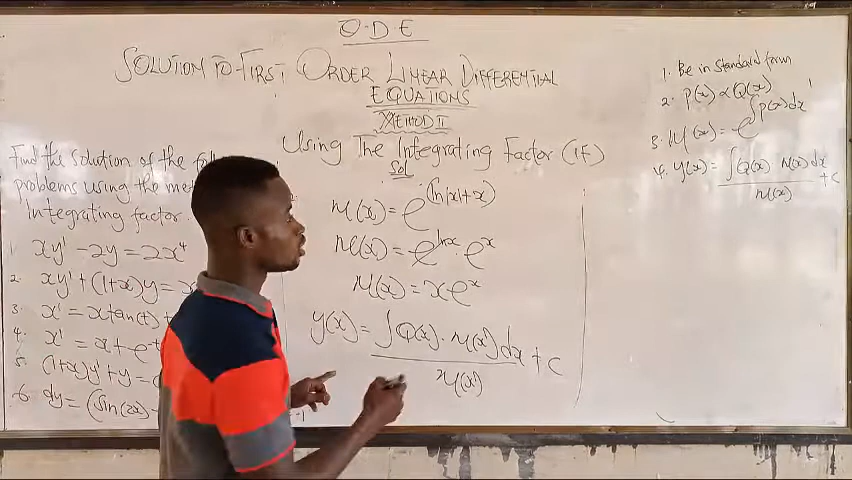 O.D.E
SOLUTION TO FIRST ORDER LINEAR DIFFERENTIAL
EQUATIONS
METHOD II
Using The Integrating Factor (IF)
Find the Solution of the
problems using the
Integrating factor
1. xy' - 2y = 2x⁴
2. xy' + (1+x)y =
3. x' = x tan(t) +
4. x' = x + e⁻ᵗ
5. (1+x)y' + y =
6. dy = (Sin(2x) -
Sol
μ(x) = e^(ln|x|+x)
μ(x) = e^lnx · e^x
μ(x) = xe^x
y(x) = ∫Q(x)·μ(x)dx + C
μ(x)
1. Be in Standard form
2. P(x) ∝ Q(x)
3. μ(x) = e^∫P(x)dx
4. y(x) = ∫Q(x) μ(x)dx + C
μ(x)